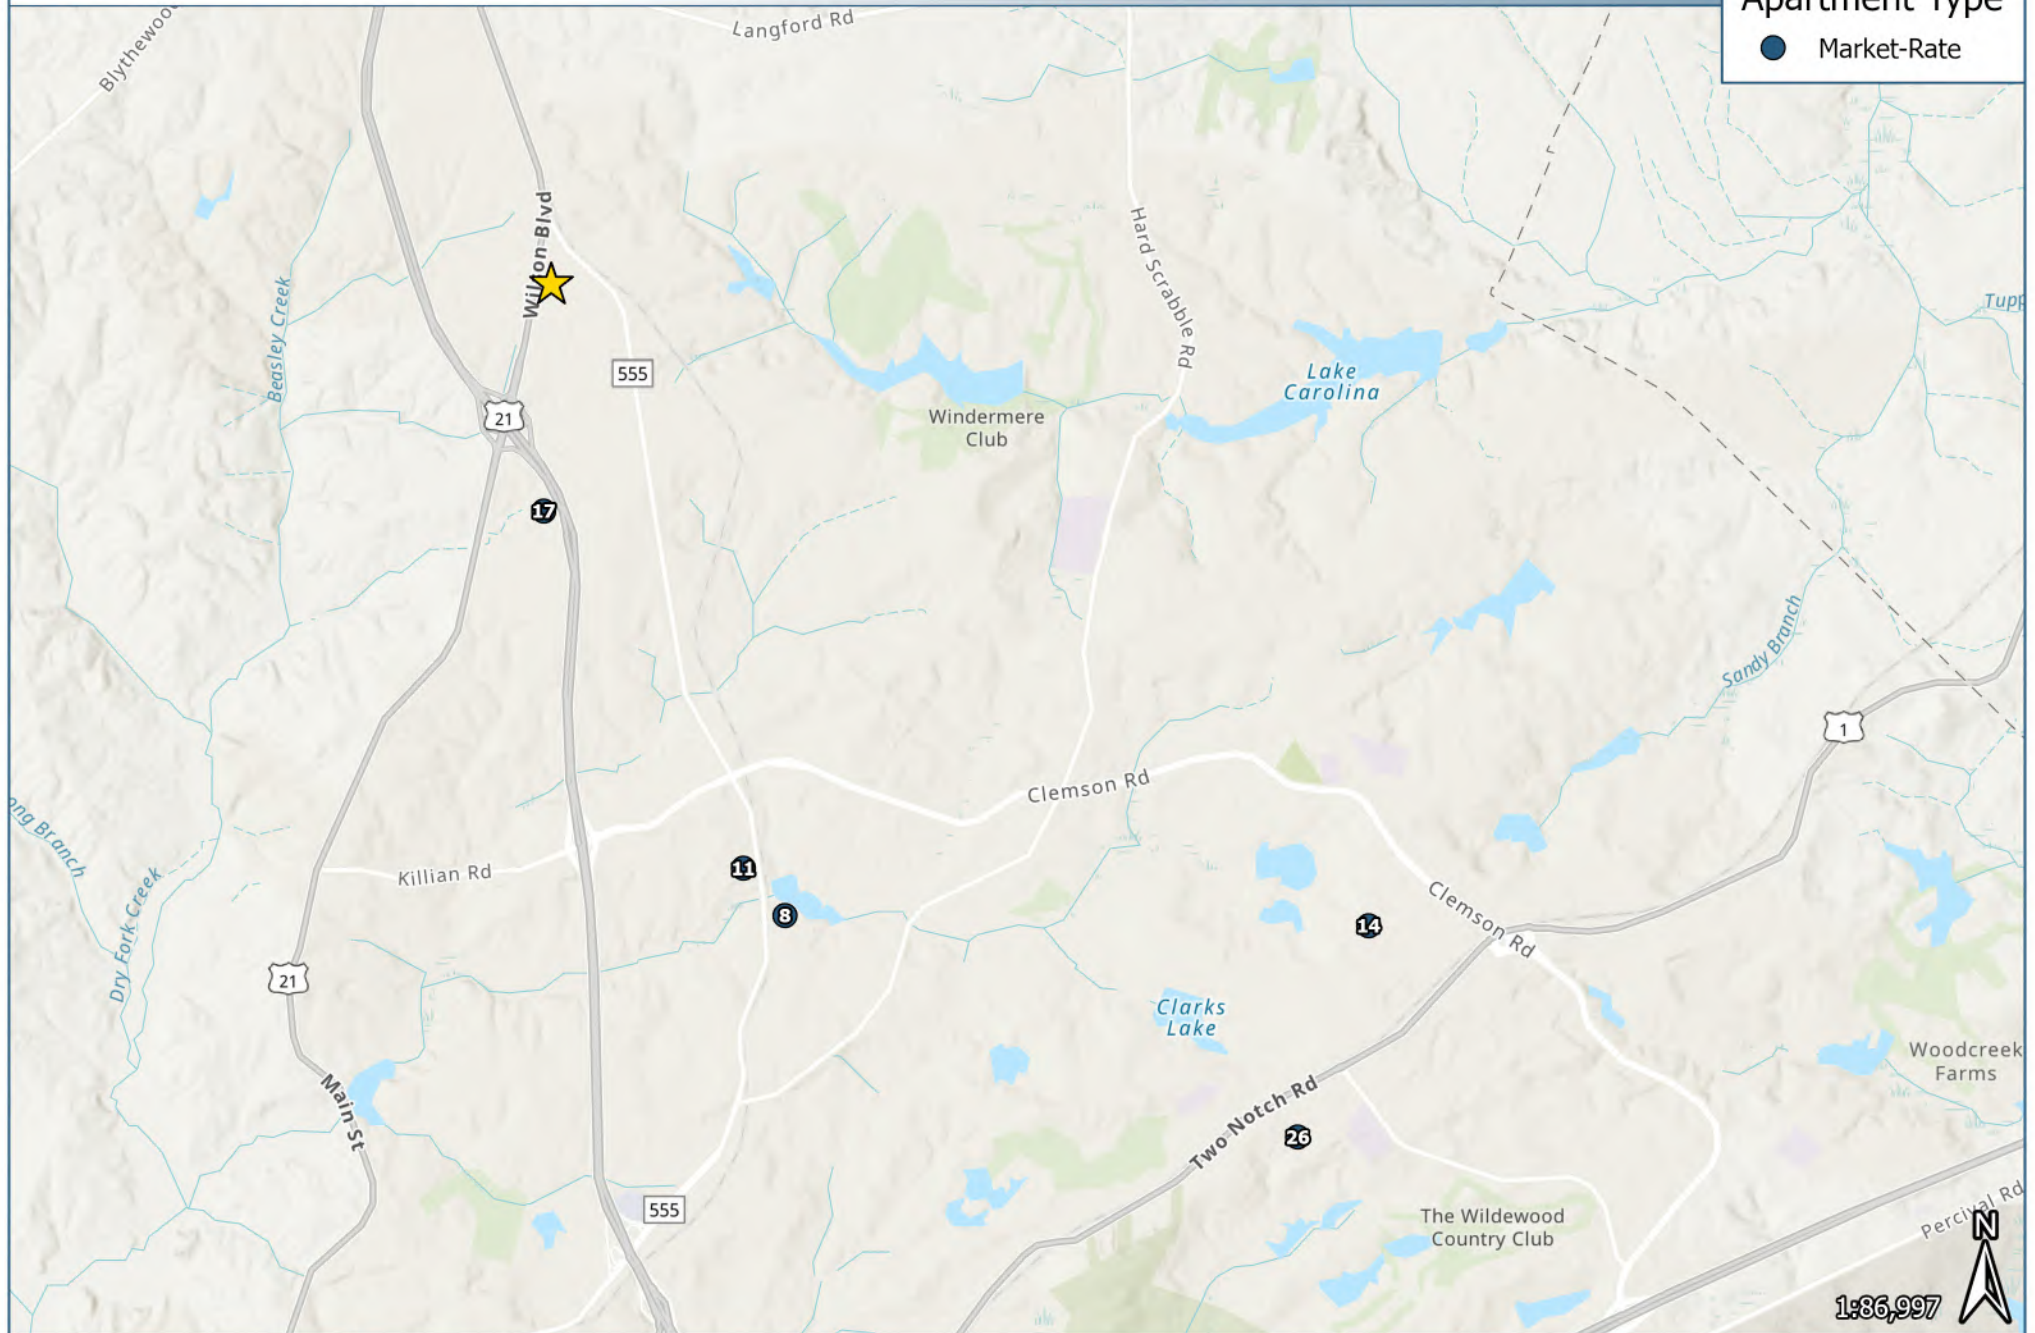 Apartment Type
Market-Rate
Langford Rd
Blythewoo
Wilson Blvd
Hard Scrabble Rd
Beasley Creek
Tupp
555
Lake
Carolina
21
Windermere
Club
17
Sandy Branch
1
Clemson Rd
ong Branch
Killian Rd
11
8
14
Clemson Rd
Dry Fork Creek
21
Clarks
Lake
Woodcreek
Farms
Main St
Two Notch Rd
26
555
The Wildewood
Country Club
Percival Rd
N
1:86,997